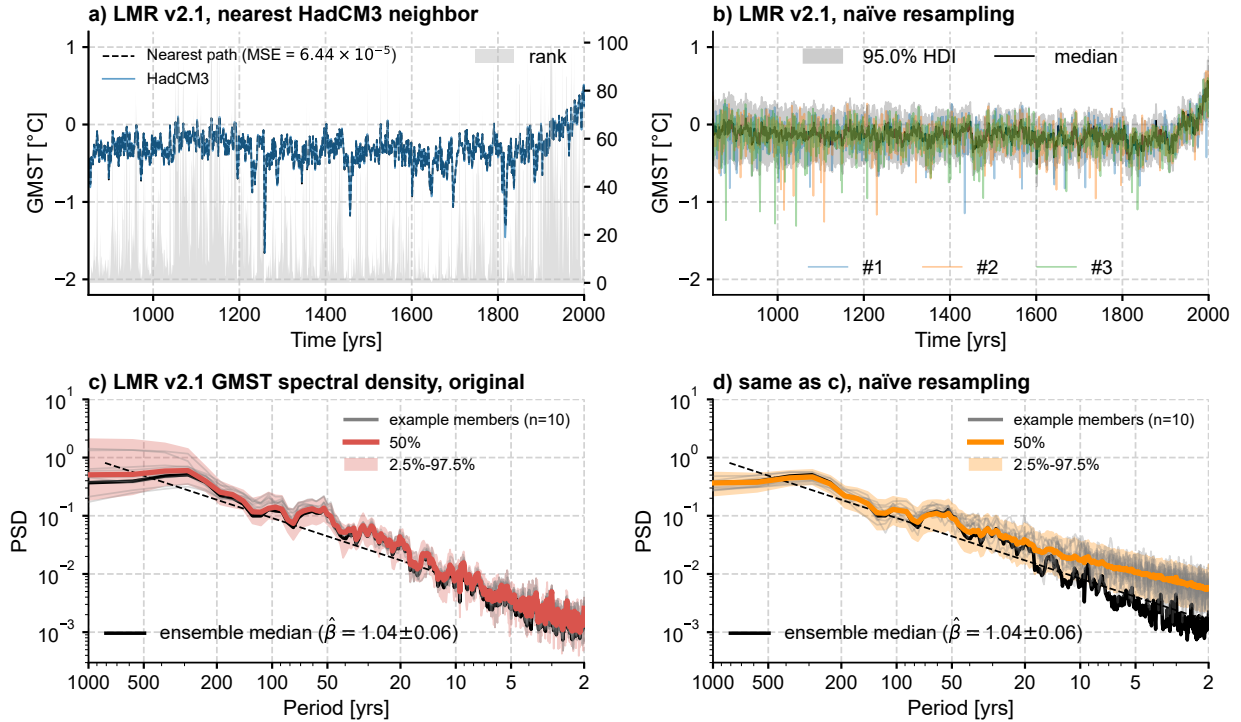 a) LMR v2.1, nearest HadCM3 neighbor
Nearest path (MSE = 6.44 × 10⁻⁵)
HadCM3
rank
GMST [°C]
1
0
−1
−2
100
80
60
40
20
0
1000 1200 1400 1600 1800 2000
Time [yrs]
b) LMR v2.1, naïve resampling
95.0% HDI
median
GMST [°C]
1
0
−1
−2
#1 #2 #3
1000 1200 1400 1600 1800 2000
Time [yrs]
c) LMR v2.1 GMST spectral density, original
example members (n=10)
50%
2.5%-97.5%
PSD
10¹
10⁰
10⁻¹
10⁻²
10⁻³
ensemble median (β̂ = 1.04±0.06)
1000 500 200 100 50 20 10 5 2
Period [yrs]
d) same as c), naïve resampling
example members (n=10)
50%
2.5%-97.5%
PSD
10¹
10⁰
10⁻¹
10⁻²
10⁻³
ensemble median (β̂ = 1.04±0.06)
1000 500 200 100 50 20 10 5 2
Period [yrs]